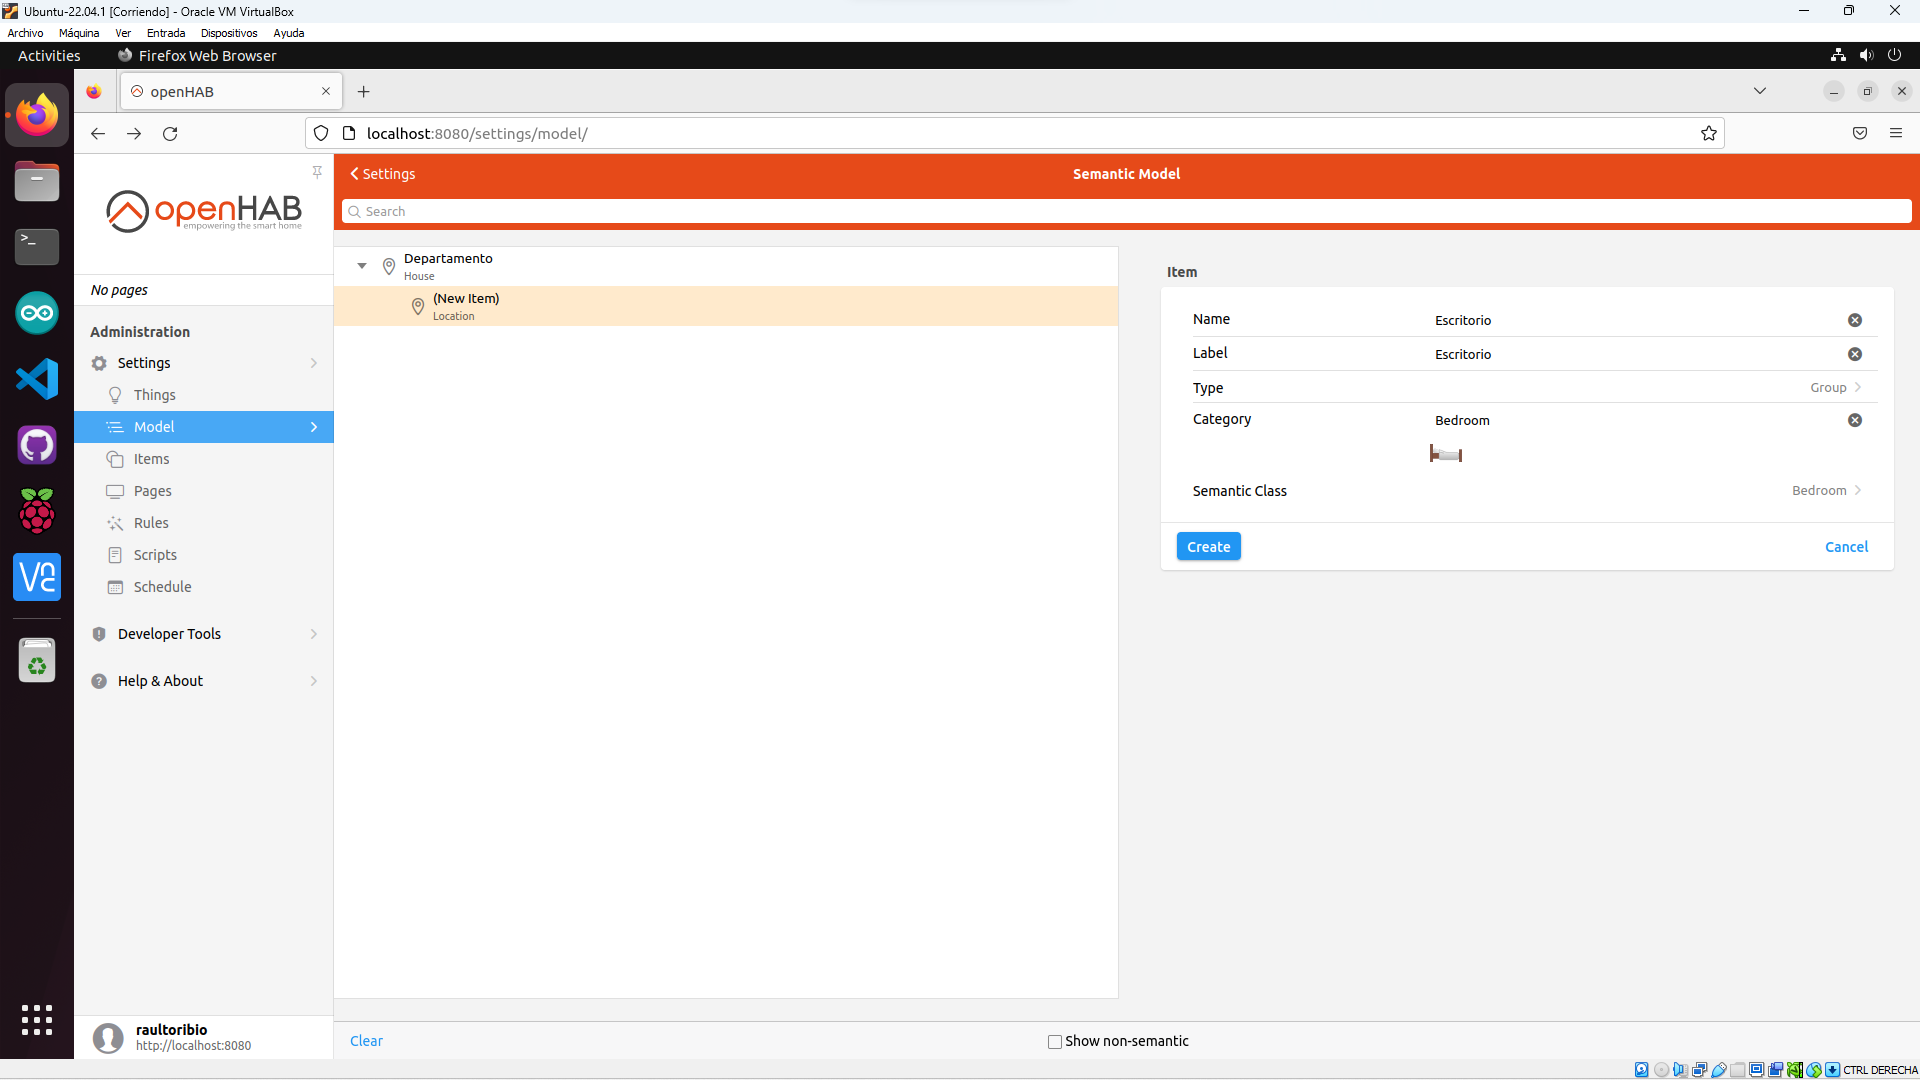 Ubuntu-22.04.1 [Corriendo] - Oracle VM VirtualBox
Archivo Máquina Ver Entrada Dispositivos Ayuda
Activities Firefox Web Browser
openHAB
localhost:8080/settings/model/
openHAB
empowering the smart home
No pages
Administration
Settings
Things
Model
Items
Pages
Rules
Scripts
Schedule
Developer Tools
Help & About
raultoribio
http://localhost:8080
Settings
Semantic Model
Search
Departamento
House
(New Item)
Location
Item
Name Escritorio
Label Escritorio
Type Group
Category Bedroom
Semantic Class Bedroom
Create Cancel
Clear Show non-semantic
CTRL DERECHA